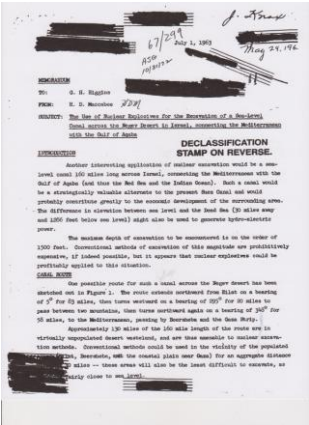 67/299
July 1, 1963
MEMORANDUM
TO: G. H. Higgins
FROM: H. D. Maccabee HDM
SUBJECT: The Use of Nuclear Explosives for the Excavation of a Sea-Level
Canal across the Negev Desert in Israel, connecting the Mediterranean
with the Gulf of Aqaba
DECLASSIFICATION
STAMP ON REVERSE.
INTRODUCTION
Another interesting application of nuclear excavation would be a sea-
level canal 160 miles long across Israel, connecting the Mediterranean with the
Gulf of Aqaba (and thus the Red Sea and the Indian Ocean). Such a canal would
be a strategically valuable alternate to the present Suez Canal and would
probably contribute greatly to the economic development of the surrounding area.
The difference in elevation between sea level and the Dead Sea (30 miles away
and 1286 feet below sea level) might also be used to generate hydro-electric
power.
The maximum depth of excavation to be encountered is on the order of
1500 feet. Conventional methods of excavation of this magnitude are prohibitively
expensive, if indeed possible, but it appears that nuclear explosives could be
profitably applied to this situation.
CANAL ROUTE
One possible route for such a canal across the Negev desert has been
sketched out in Figure 1. The route extends northward from Eilat on a bearing
of 5° for 83 miles, then turns westward on a bearing of 295° for 20 miles to
pass between two mountains, then turns northward again on a bearing of 342° for
58 miles, to the Mediterranean, passing by Beersheba and the Gaza Strip.
Approximately 130 miles of the 160 mile length of the route are in
virtually unpopulated desert wasteland, and are thus amenable to nuclear excava-
tion methods. Conventional methods could be used in the vicinity of the populated
Beersheba, and the coastal plain near Gaza) for an aggregate distance
miles -- these areas will also be the least difficult to excavate, as
fairly close to sea level.